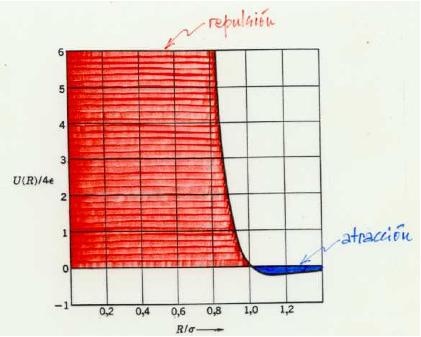 repulsión
6
5
4
3
2
1
0
−1
U(R)/4ϵ
atracción
0,2 0,4 0,6 0,8 1,0 1,2
R/σ ⟶